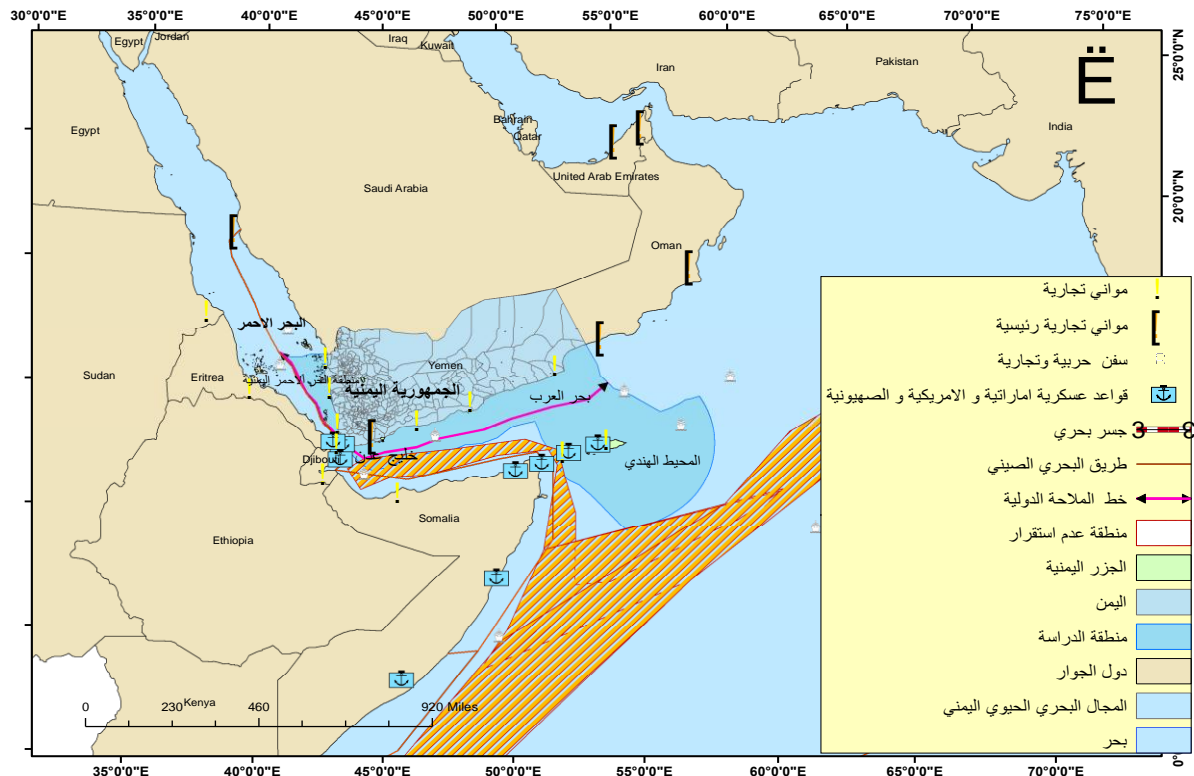 30°0'0"E 35°0'0"E 40°0'0"E 45°0'0"E 50°0'0"E 55°0'0"E 60°0'0"E 65°0'0"E 70°0'0"E 75°0'0"E
Egypt
Jordan
Iraq
Kuwait
Iran
Pakistan
India
Ë
25°0'0"N
20°0'0"N
Egypt
Bahrain
Qatar
United Arab Emirates
Saudi Arabia
Oman
البحر الاحمر
Sudan
Eritrea
Yemen
الجمهورية اليمنية
بحر العرب
Djibouti
خليج عدن
المحيط الهندي
Somalia
Ethiopia
Kenya
0 230 460 920 Miles
مواني تجارية
مواني تجارية رئيسية
سفن حربية وتجارية
قواعد عسكرية اماراتية و الامريكية و الصهيونية
جسر بحري
طريق البحري الصيني
خط الملاحة الدولية
منطقة عدم استقرار
الجزر اليمنية
اليمن
منطقة الدراسة
دول الجوار
المجال البحري الحيوي اليمني
بحر
35°0'0"E 40°0'0"E 45°0'0"E 50°0'0"E 55°0'0"E 60°0'0"E 65°0'0"E 70°0'0"E